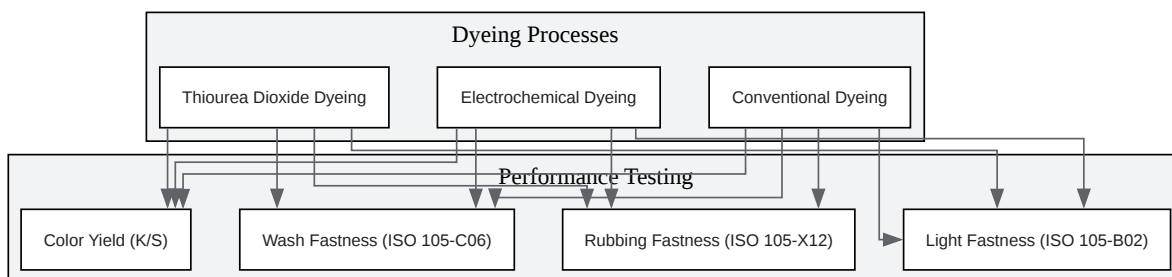 Dyeing Processes
Thiourea Dioxide Dyeing
Electrochemical Dyeing
Conventional Dyeing
Performance Testing
Color Yield (K/S)
Wash Fastness (ISO 105-C06)
Rubbing Fastness (ISO 105-X12)
Light Fastness (ISO 105-B02)